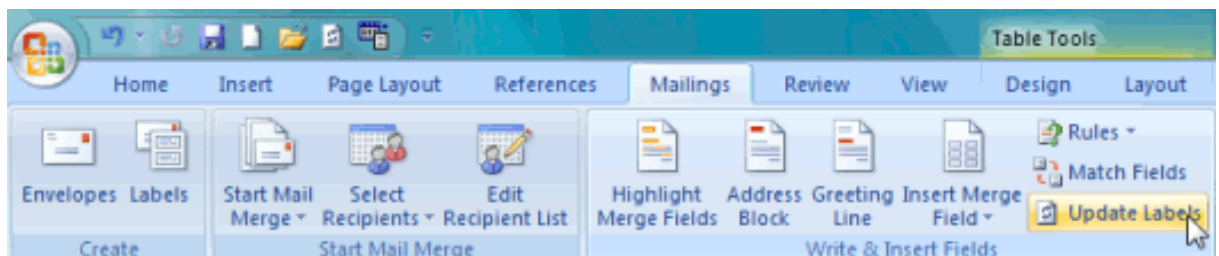 Table Tools
Home Insert Page Layout References Mailings Review View Design Layout
Rules
Match Fields
Update Labels
Envelopes Labels Start Mail Select Edit Highlight Address Greeting Insert Merge
Merge Recipients Recipient List Merge Fields Block Line Field
Create Start Mail Merge Write & Insert Fields